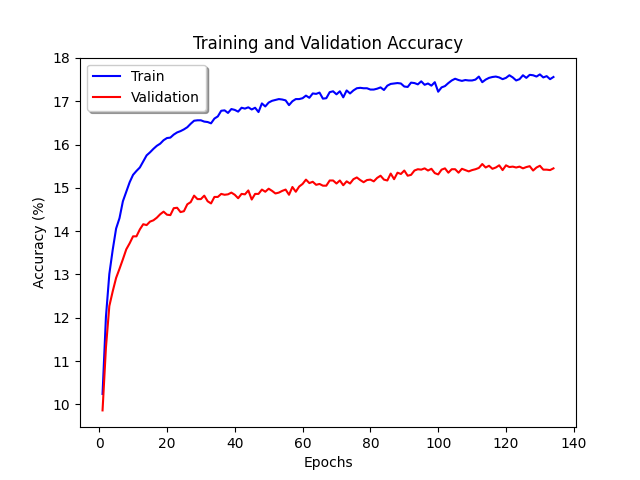 Training and Validation Accuracy
Train
Validation
Accuracy (%)
18
17
16
15
14
13
12
11
10
0 20 40 60 80 100 120 140
Epochs